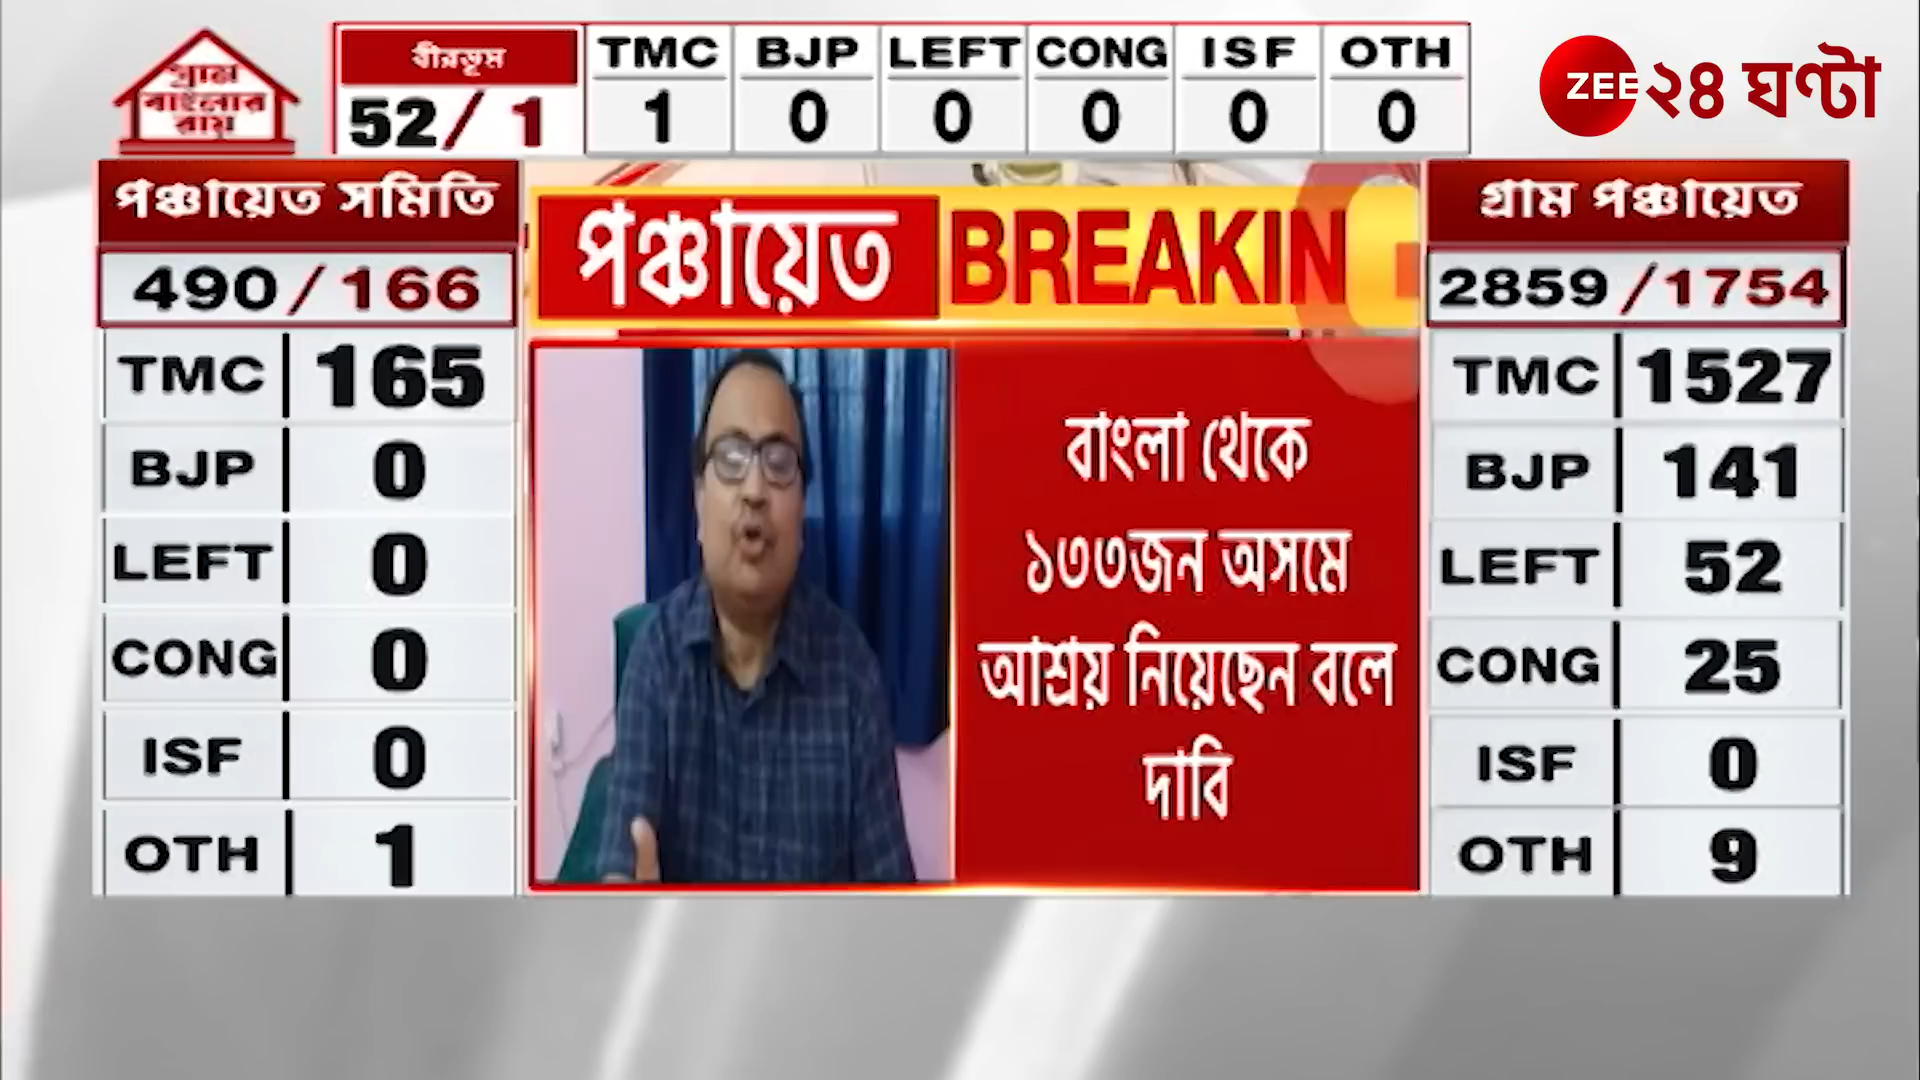 গ্রাম
বাংলার
রায়
বীরভূম
52/1
TMC BJP LEFT CONG ISF OTH
1 0 0 0 0 0
ZEE ২৪ ঘণ্টা
পঞ্চায়েত সমিতি
490/166
TMC 165
BJP 0
LEFT 0
CONG 0
ISF 0
OTH 1
পঞ্চায়েত BREAKIN
বাংলা থেকে
১৩৩জন অসমে
আশ্রয় নিয়েছেন বলে
দাবি
গ্রাম পঞ্চায়েত
2859/1754
TMC 1527
BJP 141
LEFT 52
CONG 25
ISF 0
OTH 9